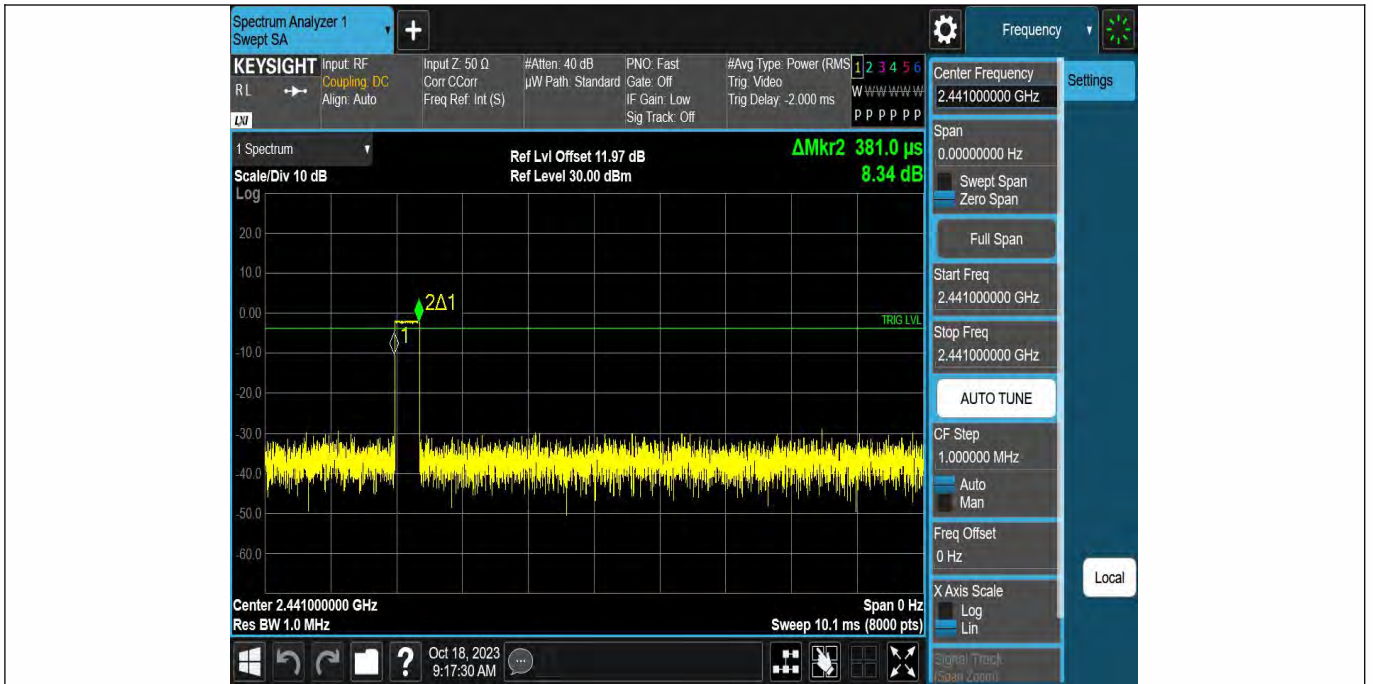 Spectrum Analyzer 1
Swept SA
+
Frequency
KEYSIGHT
RL
LXI
Input: RF
Coupling: DC
Align: Auto
Input Z: 50 Ω
Corr CCorr
Freq Ref: Int (S)
#Atten: 40 dB
µW Path: Standard
PNO: Fast
Gate: Off
IF Gain: Low
Sig Track: Off
#Avg Type: Power (RMS
Trig: Video
Trig Delay: -2.000 ms
1 2 3 4 5 6
W W W W W W
P P P P P P
1 Spectrum
Scale/Div 10 dB
Ref Lvl Offset 11.97 dB
Ref Level 30.00 dBm
ΔMkr2 381.0 µs
8.34 dB
Log
20.0
10.0
0.00
-10.0
-20.0
-30.0
-40.0
-50.0
-60.0
2Δ1
1
TRIG LVL
Center 2.441000000 GHz
Res BW 1.0 MHz
Span 0 Hz
Sweep 10.1 ms (8000 pts)
Center Frequency
2.441000000 GHz
Settings
Span
0.00000000 Hz
Swept Span
Zero Span
Full Span
Start Freq
2.441000000 GHz
Stop Freq
2.441000000 GHz
AUTO TUNE
CF Step
1.000000 MHz
Auto
Man
Freq Offset
0 Hz
X Axis Scale
Log
Lin
Signal Track
(Span Zoom)
Local
?
Oct 18, 2023
9:17:30 AM